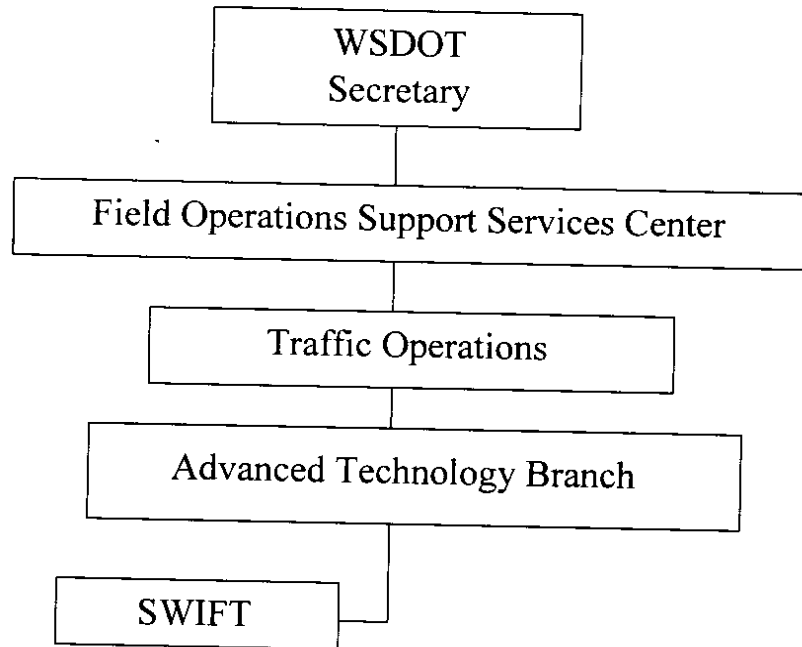 WSDOT
Secretary
Field Operations Support Services Center
Traffic Operations
Advanced Technology Branch
SWIFT